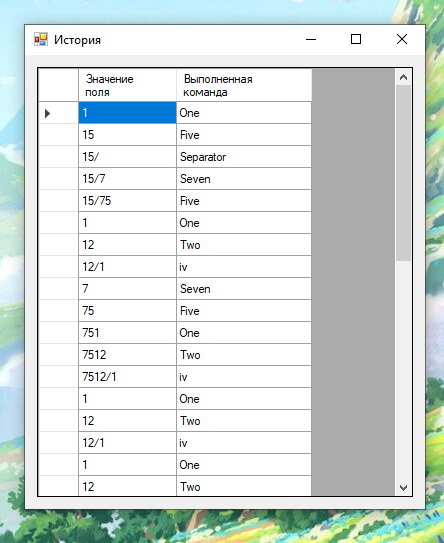 История
Значение поля Выполненная команда
1 One
15 Five
15/ Separator
15/7 Seven
15/75 Five
1 One
12 Two
12/1 iv
7 Seven
75 Five
751 One
7512 Two
7512/1 iv
1 One
12 Two
12/1 iv
1 One
12 Two